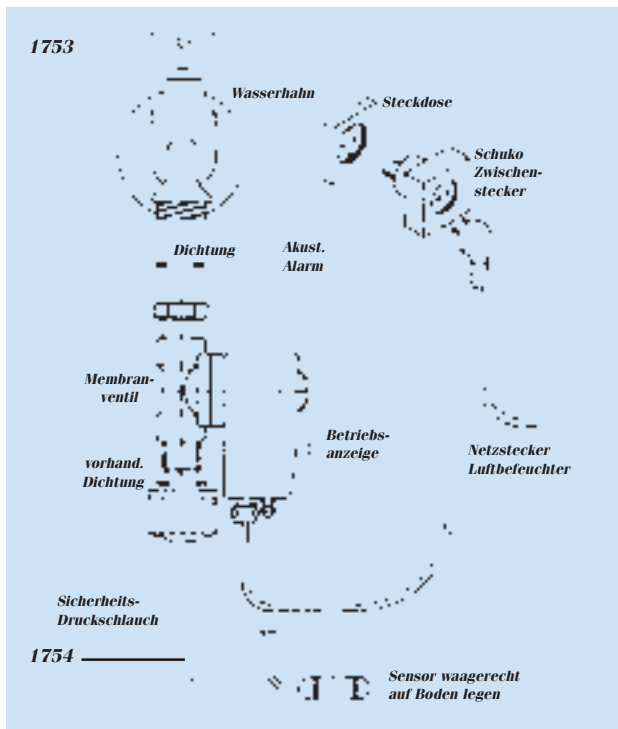 1753
Wasserhahn
Steckdose
Schuko
Zwischen-
stecker
Dichtung
Akust.
Alarm
Membran-
ventil
Betriebs-
anzeige
Netzstecker
Luftbefeuchter
vorhand.
Dichtung
Sicherheits-
Druckschlauch
1754
Sensor waagerecht
auf Boden legen